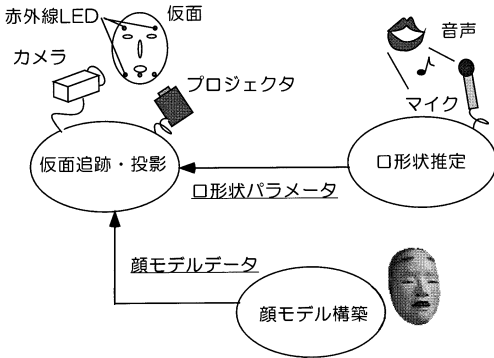 赤外線LED
仮面
カメラ
プロジェクタ
音声
マイク
仮面追跡・投影
口形状推定
口形状パラメータ
顔モデルデータ
顔モデル構築